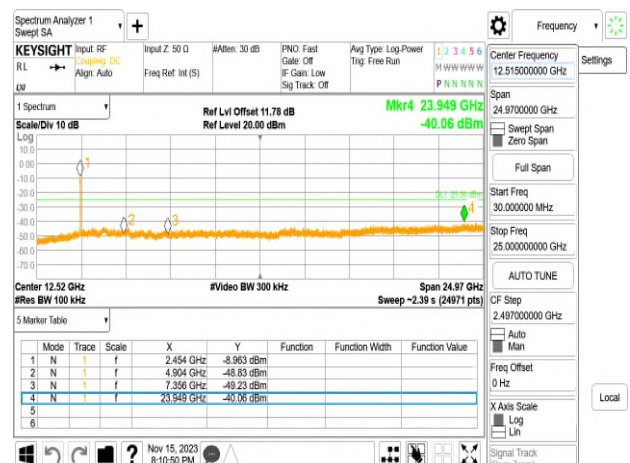 Spectrum Analyzer 1
Swept SA
Frequency
KEYSIGHT
Input: RF
Input Z: 50 Ω
#Atten: 30 dB
PNO: Fast
Avg Type: Log-Power
1 2 3 4 5 6
RL
Coupling: DC
Gate: Off
Trig: Free Run
M W W W W W
Align: Auto
Freq Ref: Int (S)
IF Gain: Low
Sig Track: Off
P N N N N N
1 Spectrum
Ref Lvl Offset 11.78 dB
Mkr4 23.949 GHz
Scale/Div 10 dB
Ref Level 20.00 dBm
-40.06 dBm
Log
10.0
0.00
-10.0
-20.0
-30.0
-40.0
-50.0
-60.0
-70.0
1
2
3
4
Center 12.52 GHz
#Video BW 300 kHz
Span 24.97 GHz
#Res BW 100 kHz
Sweep ~2.39 s (24971 pts)
5 Marker Table
Mode Trace Scale X Y Function Function Width Function Value
1 N 1 f 2.454 GHz -8.963 dBm
2 N 1 f 4.904 GHz -48.83 dBm
3 N 1 f 7.356 GHz -49.23 dBm
4 N 1 f 23.949 GHz -40.06 dBm
5
6
?
Nov 15, 2023
8:10:50 PM
Center Frequency
12.515000000 GHz
Settings
Span
24.9700000 GHz
Swept Span
Zero Span
Full Span
Start Freq
30.000000 MHz
Stop Freq
25.000000000 GHz
AUTO TUNE
CF Step
2.497000000 GHz
Auto
Man
Freq Offset
0 Hz
X Axis Scale
Log
Lin
Local
Signal Track